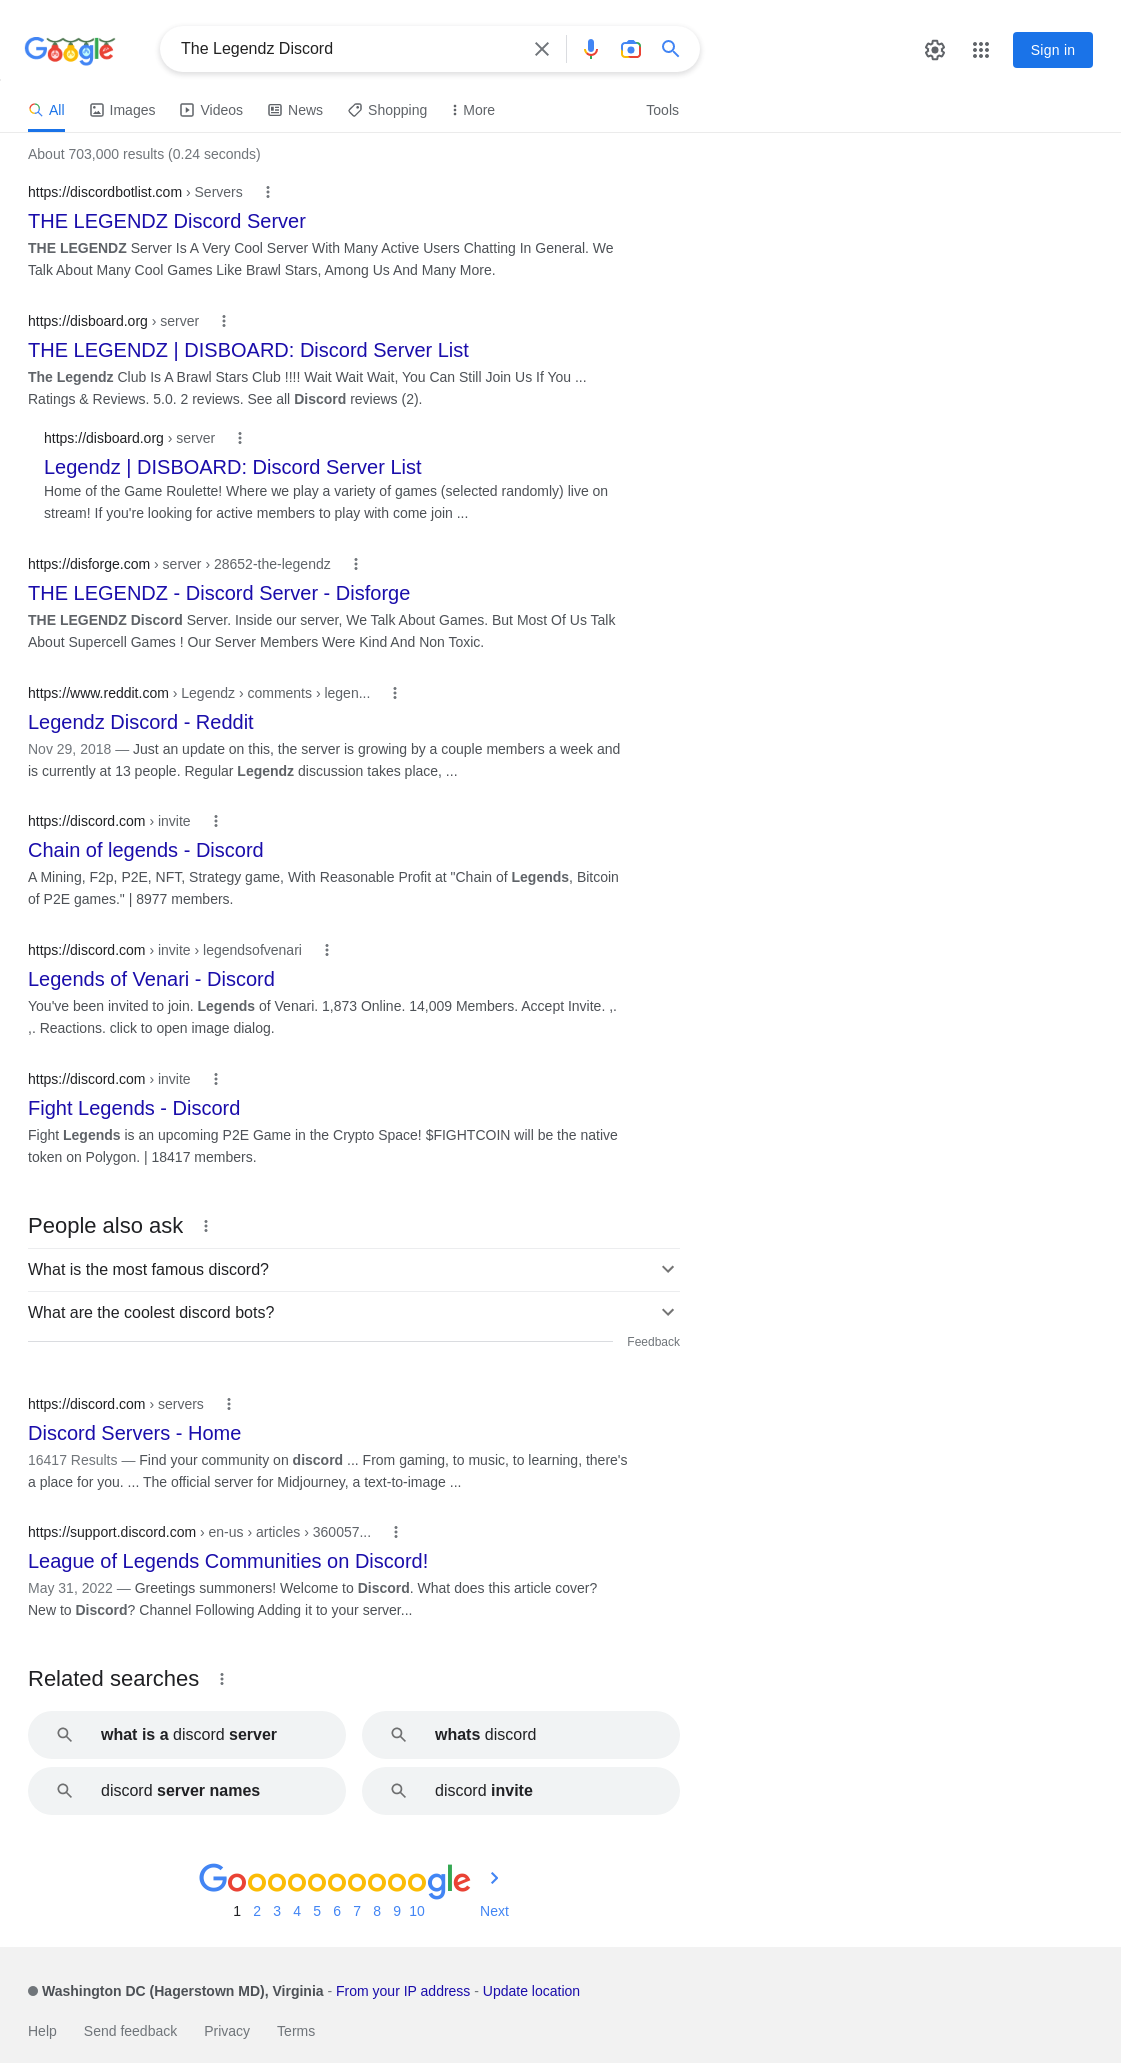 Google
The Legendz Discord
Sign in
All Images Videos News Shopping More Tools
About 703,000 results (0.24 seconds)
https://discordbotlist.com › Servers
THE LEGENDZ Discord Server
THE LEGENDZ Server Is A Very Cool Server With Many Active Users Chatting In General. We
Talk About Many Cool Games Like Brawl Stars, Among Us And Many More.
https://disboard.org › server
THE LEGENDZ | DISBOARD: Discord Server List
The Legendz Club Is A Brawl Stars Club !!!! Wait Wait Wait, You Can Still Join Us If You ...
Ratings & Reviews. 5.0. 2 reviews. See all Discord reviews (2).
https://disboard.org › server
Legendz | DISBOARD: Discord Server List
Home of the Game Roulette! Where we play a variety of games (selected randomly) live on
stream! If you're looking for active members to play with come join ...
https://disforge.com › server › 28652-the-legendz
THE LEGENDZ - Discord Server - Disforge
THE LEGENDZ Discord Server. Inside our server, We Talk About Games. But Most Of Us Talk
About Supercell Games ! Our Server Members Were Kind And Non Toxic.
https://www.reddit.com › Legendz › comments › legen...
Legendz Discord - Reddit
Nov 29, 2018 — Just an update on this, the server is growing by a couple members a week and
is currently at 13 people. Regular Legendz discussion takes place, ...
https://discord.com › invite
Chain of legends - Discord
A Mining, F2p, P2E, NFT, Strategy game, With Reasonable Profit at "Chain of Legends, Bitcoin
of P2E games." | 8977 members.
https://discord.com › invite › legendsofvenari
Legends of Venari - Discord
You've been invited to join. Legends of Venari. 1,873 Online. 14,009 Members. Accept Invite. ,.
,. Reactions. click to open image dialog.
https://discord.com › invite
Fight Legends - Discord
Fight Legends is an upcoming P2E Game in the Crypto Space! $FIGHTCOIN will be the native
token on Polygon. | 18417 members.
People also ask
What is the most famous discord?
What are the coolest discord bots?
Feedback
https://discord.com › servers
Discord Servers - Home
16417 Results — Find your community on discord ... From gaming, to music, to learning, there's
a place for you. ... The official server for Midjourney, a text-to-image ...
https://support.discord.com › en-us › articles › 360057...
League of Legends Communities on Discord!
May 31, 2022 — Greetings summoners! Welcome to Discord. What does this article cover?
New to Discord? Channel Following Adding it to your server...
Related searches
what is a discord server
whats discord
discord server names
discord invite
Goooooooooogle
1 2 3 4 5 6 7 8 9 10 Next
Washington DC (Hagerstown MD), Virginia - From your IP address - Update location
Help Send feedback Privacy Terms